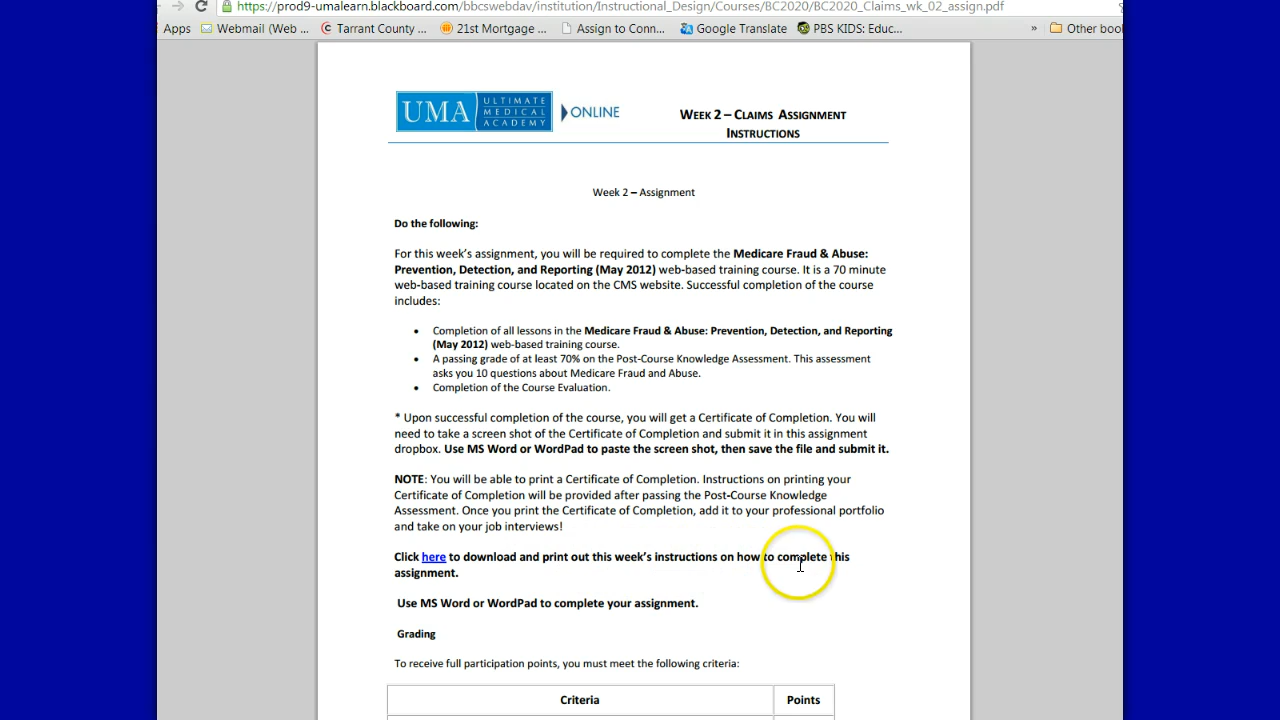 https://prod9-umalearn.blackboard.com/bbcswebdav/institution/Instructional_Design/Courses/BC2020/BC2020_Claims_wk_02_assign.pdf
Apps Webmail (Web ... Tarrant County ... 21st Mortgage ... Assign to Conn... Google Translate PBS KIDS: Educ... » Other boo
UMA ULTIMATE MEDICAL ACADEMY ONLINE
WEEK 2 – CLAIMS ASSIGNMENT
INSTRUCTIONS
Week 2 – Assignment
Do the following:
For this week's assignment, you will be required to complete the Medicare Fraud & Abuse:
Prevention, Detection, and Reporting (May 2012) web-based training course. It is a 70 minute
web-based training course located on the CMS website. Successful completion of the course
includes:
• Completion of all lessons in the Medicare Fraud & Abuse: Prevention, Detection, and Reporting
(May 2012) web-based training course.
• A passing grade of at least 70% on the Post-Course Knowledge Assessment. This assessment
asks you 10 questions about Medicare Fraud and Abuse.
• Completion of the Course Evaluation.
* Upon successful completion of the course, you will get a Certificate of Completion. You will
need to take a screen shot of the Certificate of Completion and submit it in this assignment
dropbox. Use MS Word or WordPad to paste the screen shot, then save the file and submit it.
NOTE: You will be able to print a Certificate of Completion. Instructions on printing your
Certificate of Completion will be provided after passing the Post-Course Knowledge
Assessment. Once you print the Certificate of Completion, add it to your professional portfolio
and take on your job interviews!
Click here to download and print out this week's instructions on how to complete this
assignment.
Use MS Word or WordPad to complete your assignment.
Grading
To receive full participation points, you must meet the following criteria:
Criteria Points